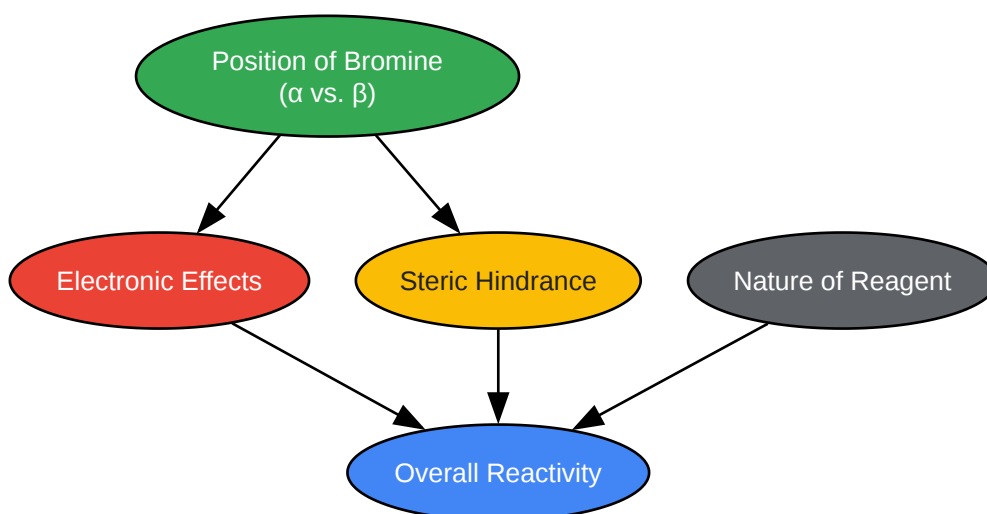 Position of Bromine
(α vs. β)
Electronic Effects
Steric Hindrance
Nature of Reagent
Overall Reactivity